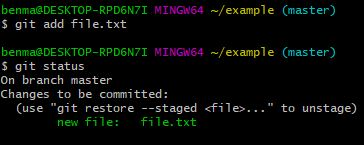 benma@DESKTOP-RPD6N7I MINGW64 ~/example (master)
$ git add file.txt
benma@DESKTOP-RPD6N7I MINGW64 ~/example (master)
$ git status
On branch master
Changes to be committed:
  (use "git restore --staged <file>..." to unstage)
        new file:   file.txt